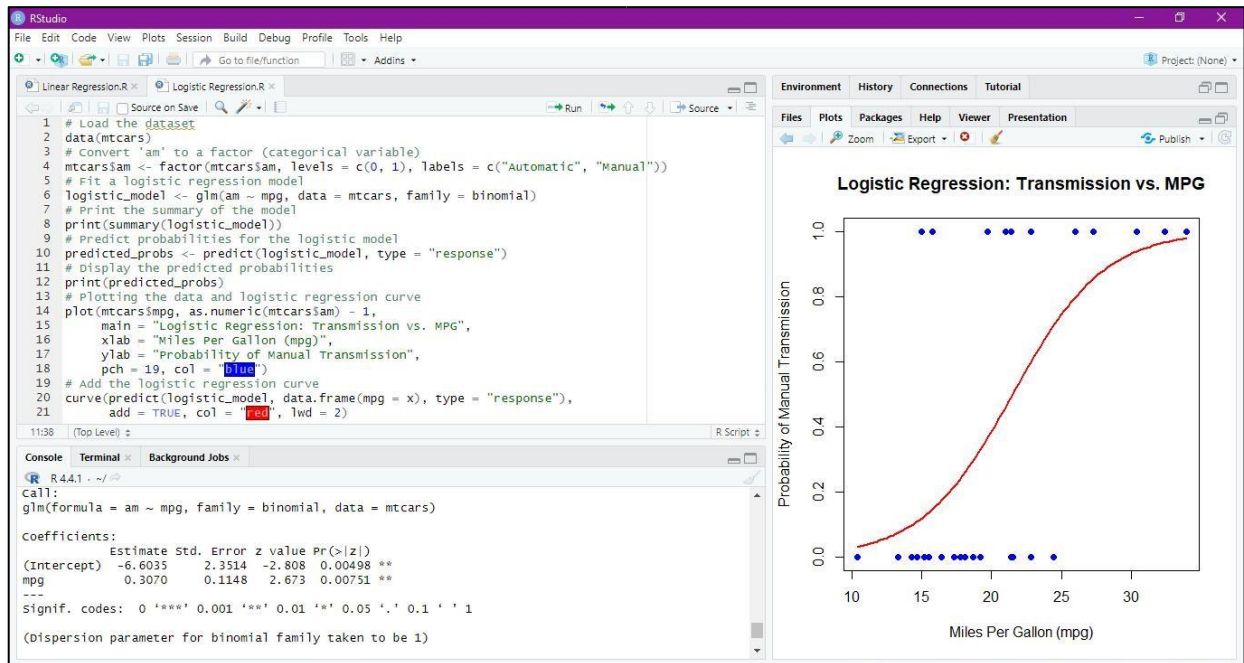 RStudio
File Edit Code View Plots Session Build Debug Profile Tools Help
Go to file/function
Addins
Project: (None)
Linear Regression.R
Logistic Regression.R
Source on Save
Run
Source
1 # Load the dataset
2 data(mtcars)
3 # Convert 'am' to a factor (categorical variable)
4 mtcars$am <- factor(mtcars$am, levels = c(0, 1), labels = c("Automatic", "Manual"))
5 # Fit a logistic regression model
6 logistic_model <- glm(am ~ mpg, data = mtcars, family = binomial)
7 # Print the summary of the model
8 print(summary(logistic_model))
9 # Predict probabilities for the logistic model
10 predicted_probs <- predict(logistic_model, type = "response")
11 # Display the predicted probabilities
12 print(predicted_probs)
13 # Plotting the data and logistic regression curve
14 plot(mtcars$mpg, as.numeric(mtcars$am) - 1,
15 main = "Logistic Regression: Transmission vs. MPG",
16 xlab = "Miles Per Gallon (mpg)",
17 ylab = "Probability of Manual Transmission",
18 pch = 19, col = "blue")
19 # Add the logistic regression curve
20 curve(predict(logistic_model, data.frame(mpg = x), type = "response"),
21 add = TRUE, col = "red", lwd = 2)
11:38 (Top Level) R Script
Console Terminal Background Jobs
R R 4.4.1 · ~/
Call:
glm(formula = am ~ mpg, family = binomial, data = mtcars)
Coefficients:
Estimate Std. Error z value Pr(>|z|)
(Intercept) -6.6035 2.3514 -2.808 0.00498 **
mpg 0.3070 0.1148 2.673 0.00751 **
---
Signif. codes: 0 ‘***’ 0.001 ‘**’ 0.01 ‘*’ 0.05 ‘.’ 0.1 ‘ ’ 1
(Dispersion parameter for binomial family taken to be 1)
Environment History Connections Tutorial
Files Plots Packages Help Viewer Presentation
Zoom Export Publish
Logistic Regression: Transmission vs. MPG
Probability of Manual Transmission
1.0
0.8
0.6
0.4
0.2
0.0
10 15 20 25 30
Miles Per Gallon (mpg)